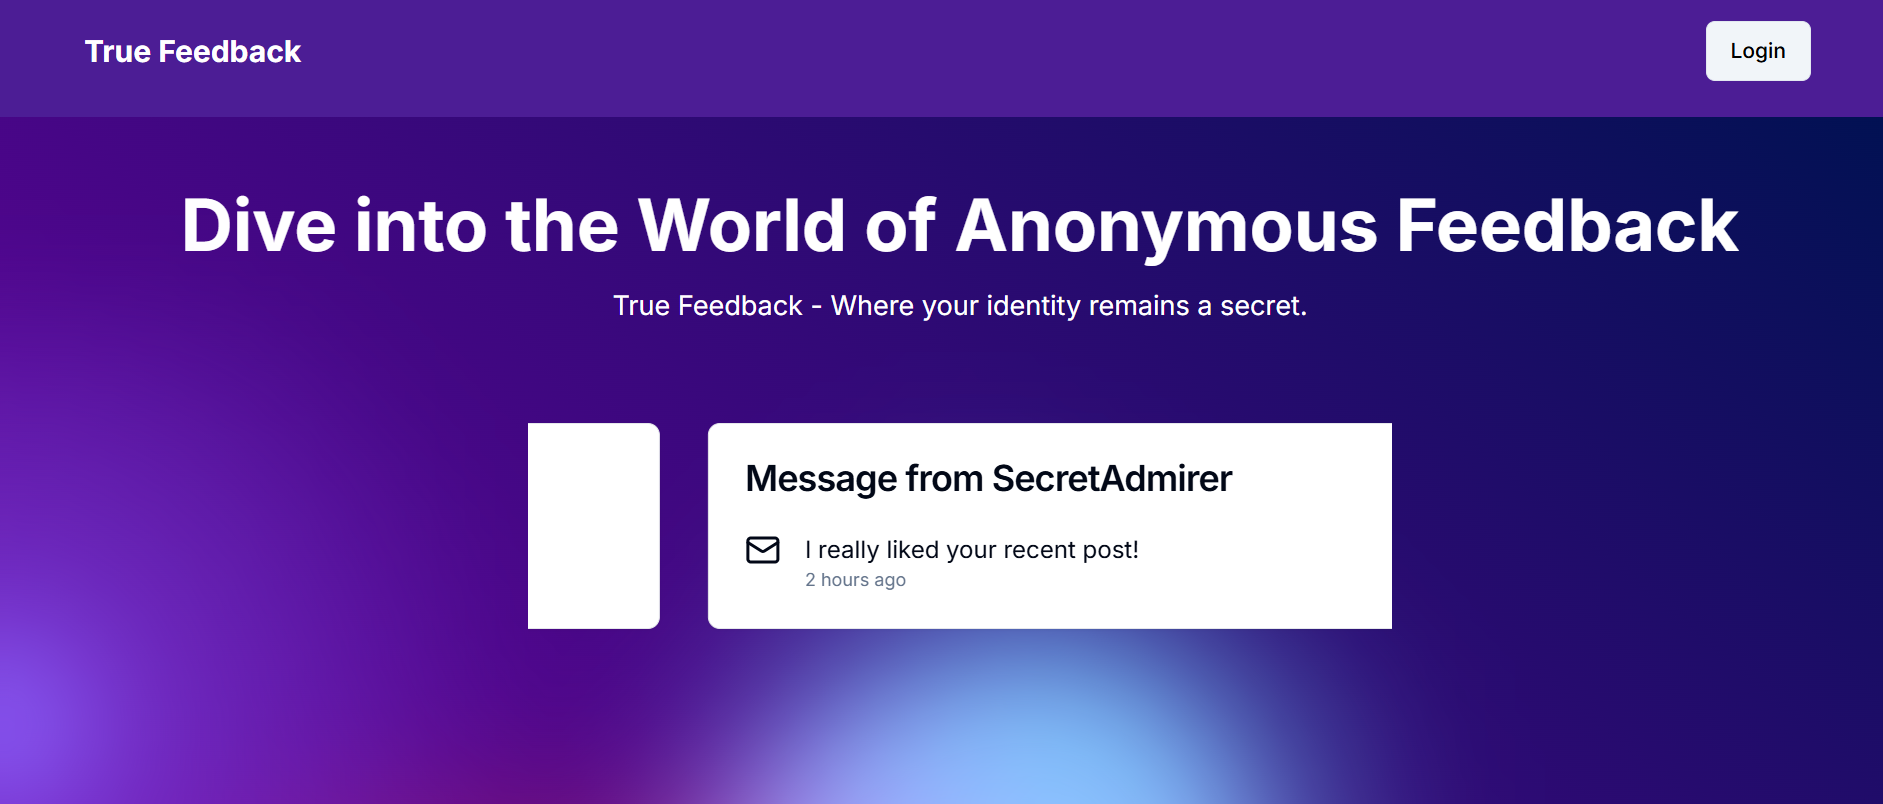 True Feedback
Login
Dive into the World of Anonymous Feedback
True Feedback - Where your identity remains a secret.
Message from SecretAdmirer
I really liked your recent post!
2 hours ago